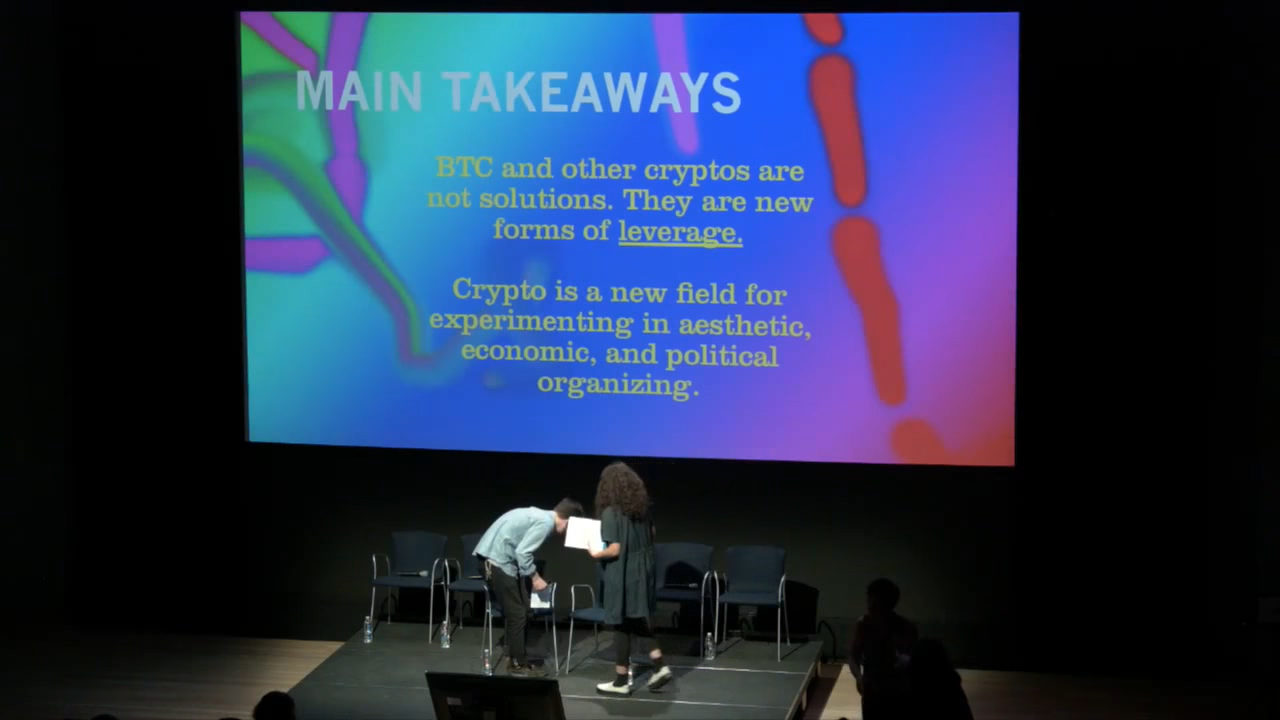 MAIN TAKEAWAYS
BTC and other cryptos are
not solutions. They are new
forms of leverage.
Crypto is a new field for
experimenting in aesthetic,
economic, and political
organizing.